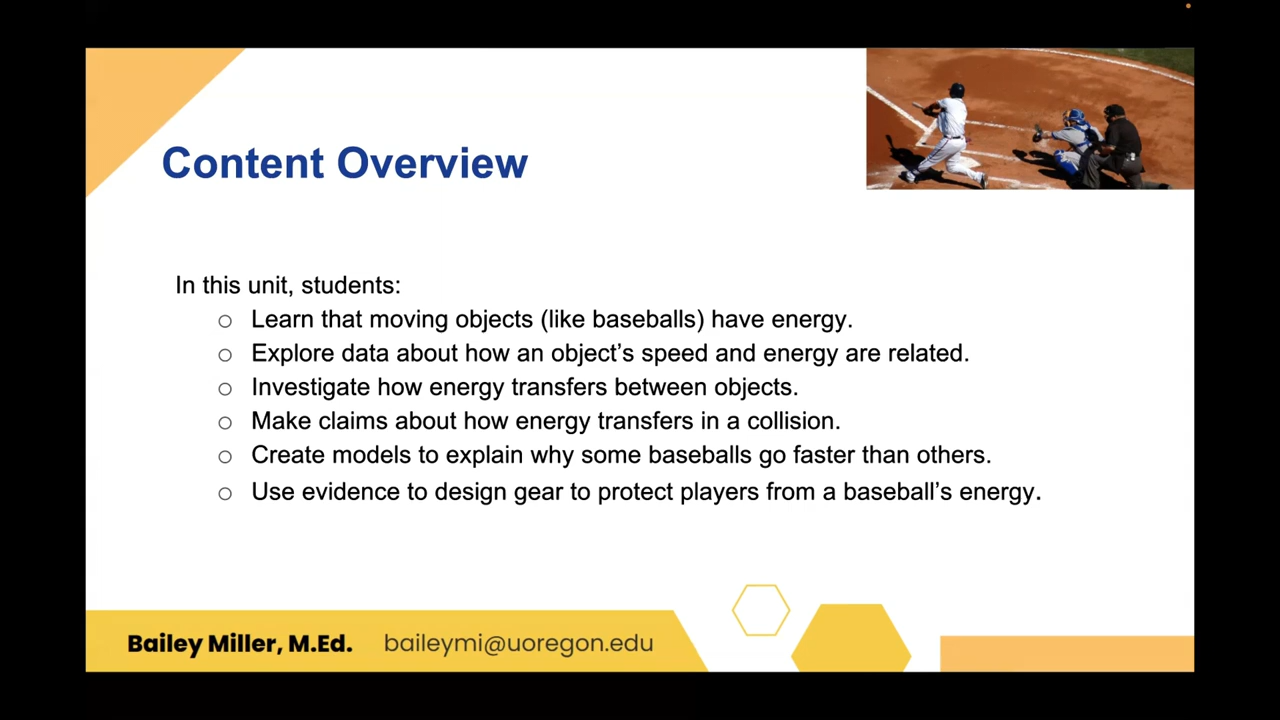 Content Overview
In this unit, students:
Learn that moving objects (like baseballs) have energy.
Explore data about how an object’s speed and energy are related.
Investigate how energy transfers between objects.
Make claims about how energy transfers in a collision.
Create models to explain why some baseballs go faster than others.
Use evidence to design gear to protect players from a baseball’s energy.
Bailey Miller, M.Ed. baileymi@uoregon.edu